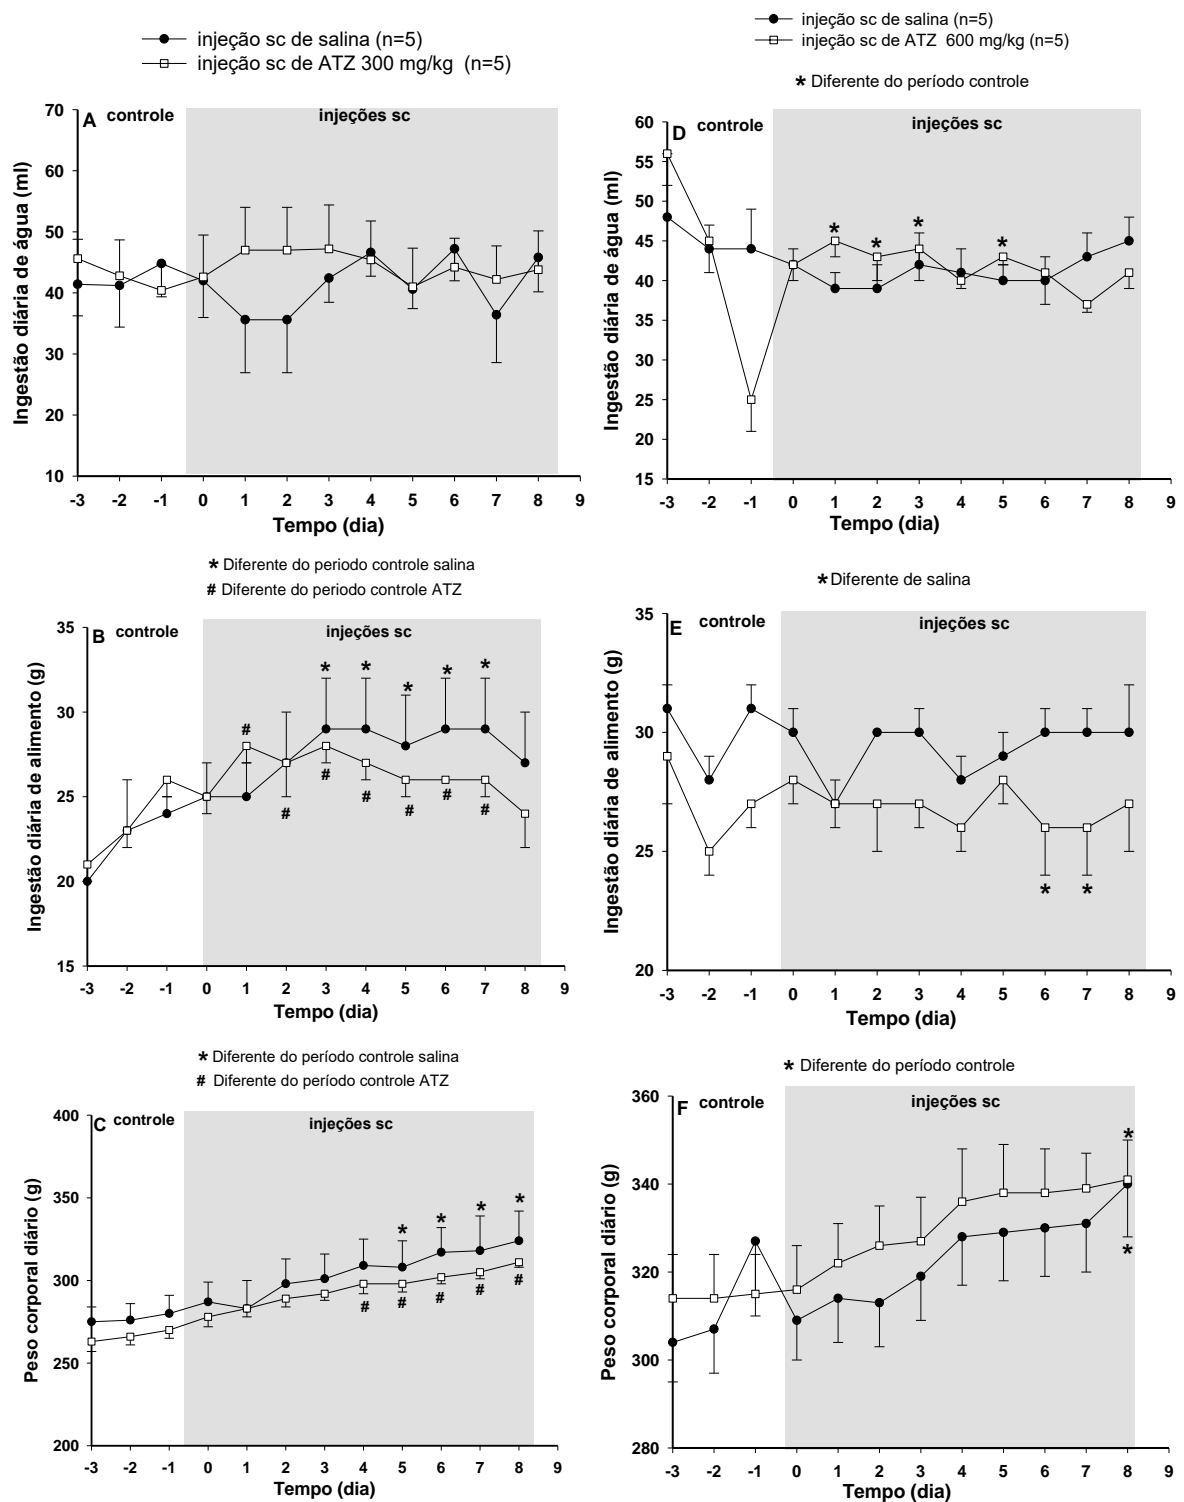 injeção sc de salina (n=5)
injeção sc de ATZ 300 mg/kg (n=5)
A controle injeções sc
Ingestão diária de água (ml)
70
60
50
40
30
20
10
-3 -2 -1 0 1 2 3 4 5 6 7 8 9
Tempo (dia)
* Diferente do periodo controle salina
# Diferente do periodo controle ATZ
B controle injeções sc
Ingestão diária de alimento (g)
35
30
25
20
15
* * * * *
#
# # # # # #
-3 -2 -1 0 1 2 3 4 5 6 7 8 9
Tempo (dia)
* Diferente do período controle salina
# Diferente do período controle ATZ
C controle injeções sc
Peso corporal diário (g)
400
350
300
250
200
* * * *
# # # # #
-3 -2 -1 0 1 2 3 4 5 6 7 8 9
Tempo (dia)
injeção sc de salina (n=5)
injeção sc de ATZ 600 mg/kg (n=5)
* Diferente do período controle
D controle injeções sc
Ingestão diária de água (ml)
60
55
50
45
40
35
30
25
20
15
* * * *
-3 -2 -1 0 1 2 3 4 5 6 7 8 9
Tempo (dia)
*Diferente de salina
E controle injeções sc
Ingestão diária de alimento (g)
35
30
25
20
* *
-3 -2 -1 0 1 2 3 4 5 6 7 8 9
Tempo (dia)
* Diferente do período controle
F controle injeções sc
Peso corporal diário (g)
360
340
320
300
280
*
*
-3 -2 -1 0 1 2 3 4 5 6 7 8 9
Tempo (dia)